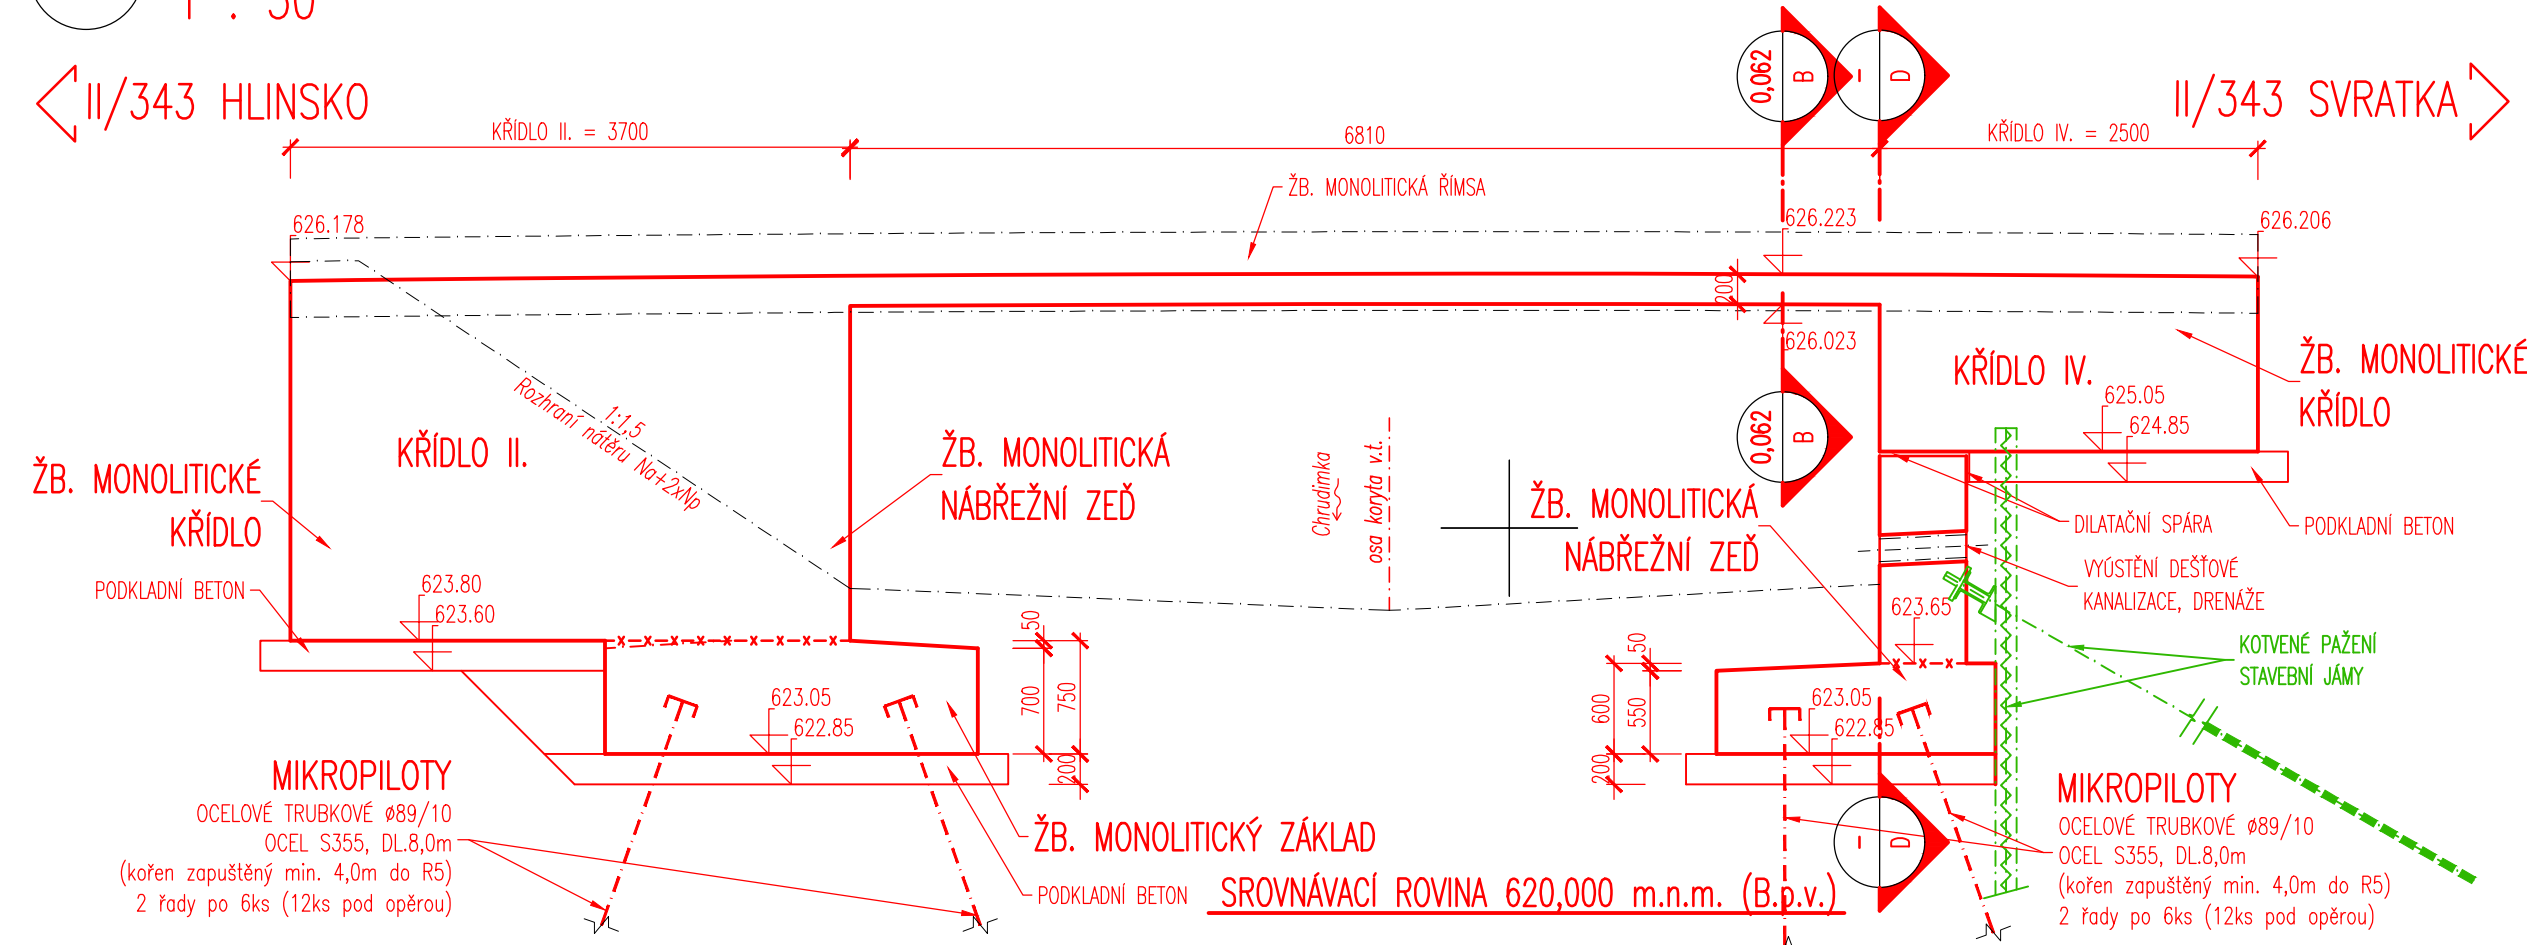 II/343 HLINSKO
II/343 SVRATKA
KŘÍDLO II. = 3700
6810
KŘÍDLO IV. = 2500
0,062
B
D
ŽB. MONOLITICKÁ ŘÍMSA
626.178
626.223
626.206
200
626.023
ŽB. MONOLITICKÉ
KŘÍDLO
KŘÍDLO IV.
625.05
624.85
1:1,5
Rozhraní nátěru Na+2xNp
KŘÍDLO II.
ŽB. MONOLITICKÉ
KŘÍDLO
ŽB. MONOLITICKÁ
NÁBŘEŽNÍ ZEĎ
Chrudimka
osa koryta v.t.
0,062
B
ŽB. MONOLITICKÁ
NÁBŘEŽNÍ ZEĎ
DILATAČNÍ SPÁRA
PODKLADNÍ BETON
VYÚSTĚNÍ DEŠŤOVÉ
KANALIZACE, DRENÁŽE
PODKLADNÍ BETON
623.80
623.60
623.65
KOTVENÉ PAŽENÍ
STAVEBNÍ JÁMY
50
700
750
200
50
600
550
200
623.05
622.85
623.05
622.85
MIKROPILOTY
OCELOVÉ TRUBKOVÉ ø89/10
OCEL S355, DL.8,0m
(kořen zapuštěný min. 4,0m do R5)
2 řady po 6ks (12ks pod opěrou)
ŽB. MONOLITICKÝ ZÁKLAD
PODKLADNÍ BETON
SROVNÁVACÍ ROVINA 620,000 m.n.m. (B.p.v.)
D
MIKROPILOTY
OCELOVÉ TRUBKOVÉ ø89/10
OCEL S355, DL.8,0m
(kořen zapuštěný min. 4,0m do R5)
2 řady po 6ks (12ks pod opěrou)